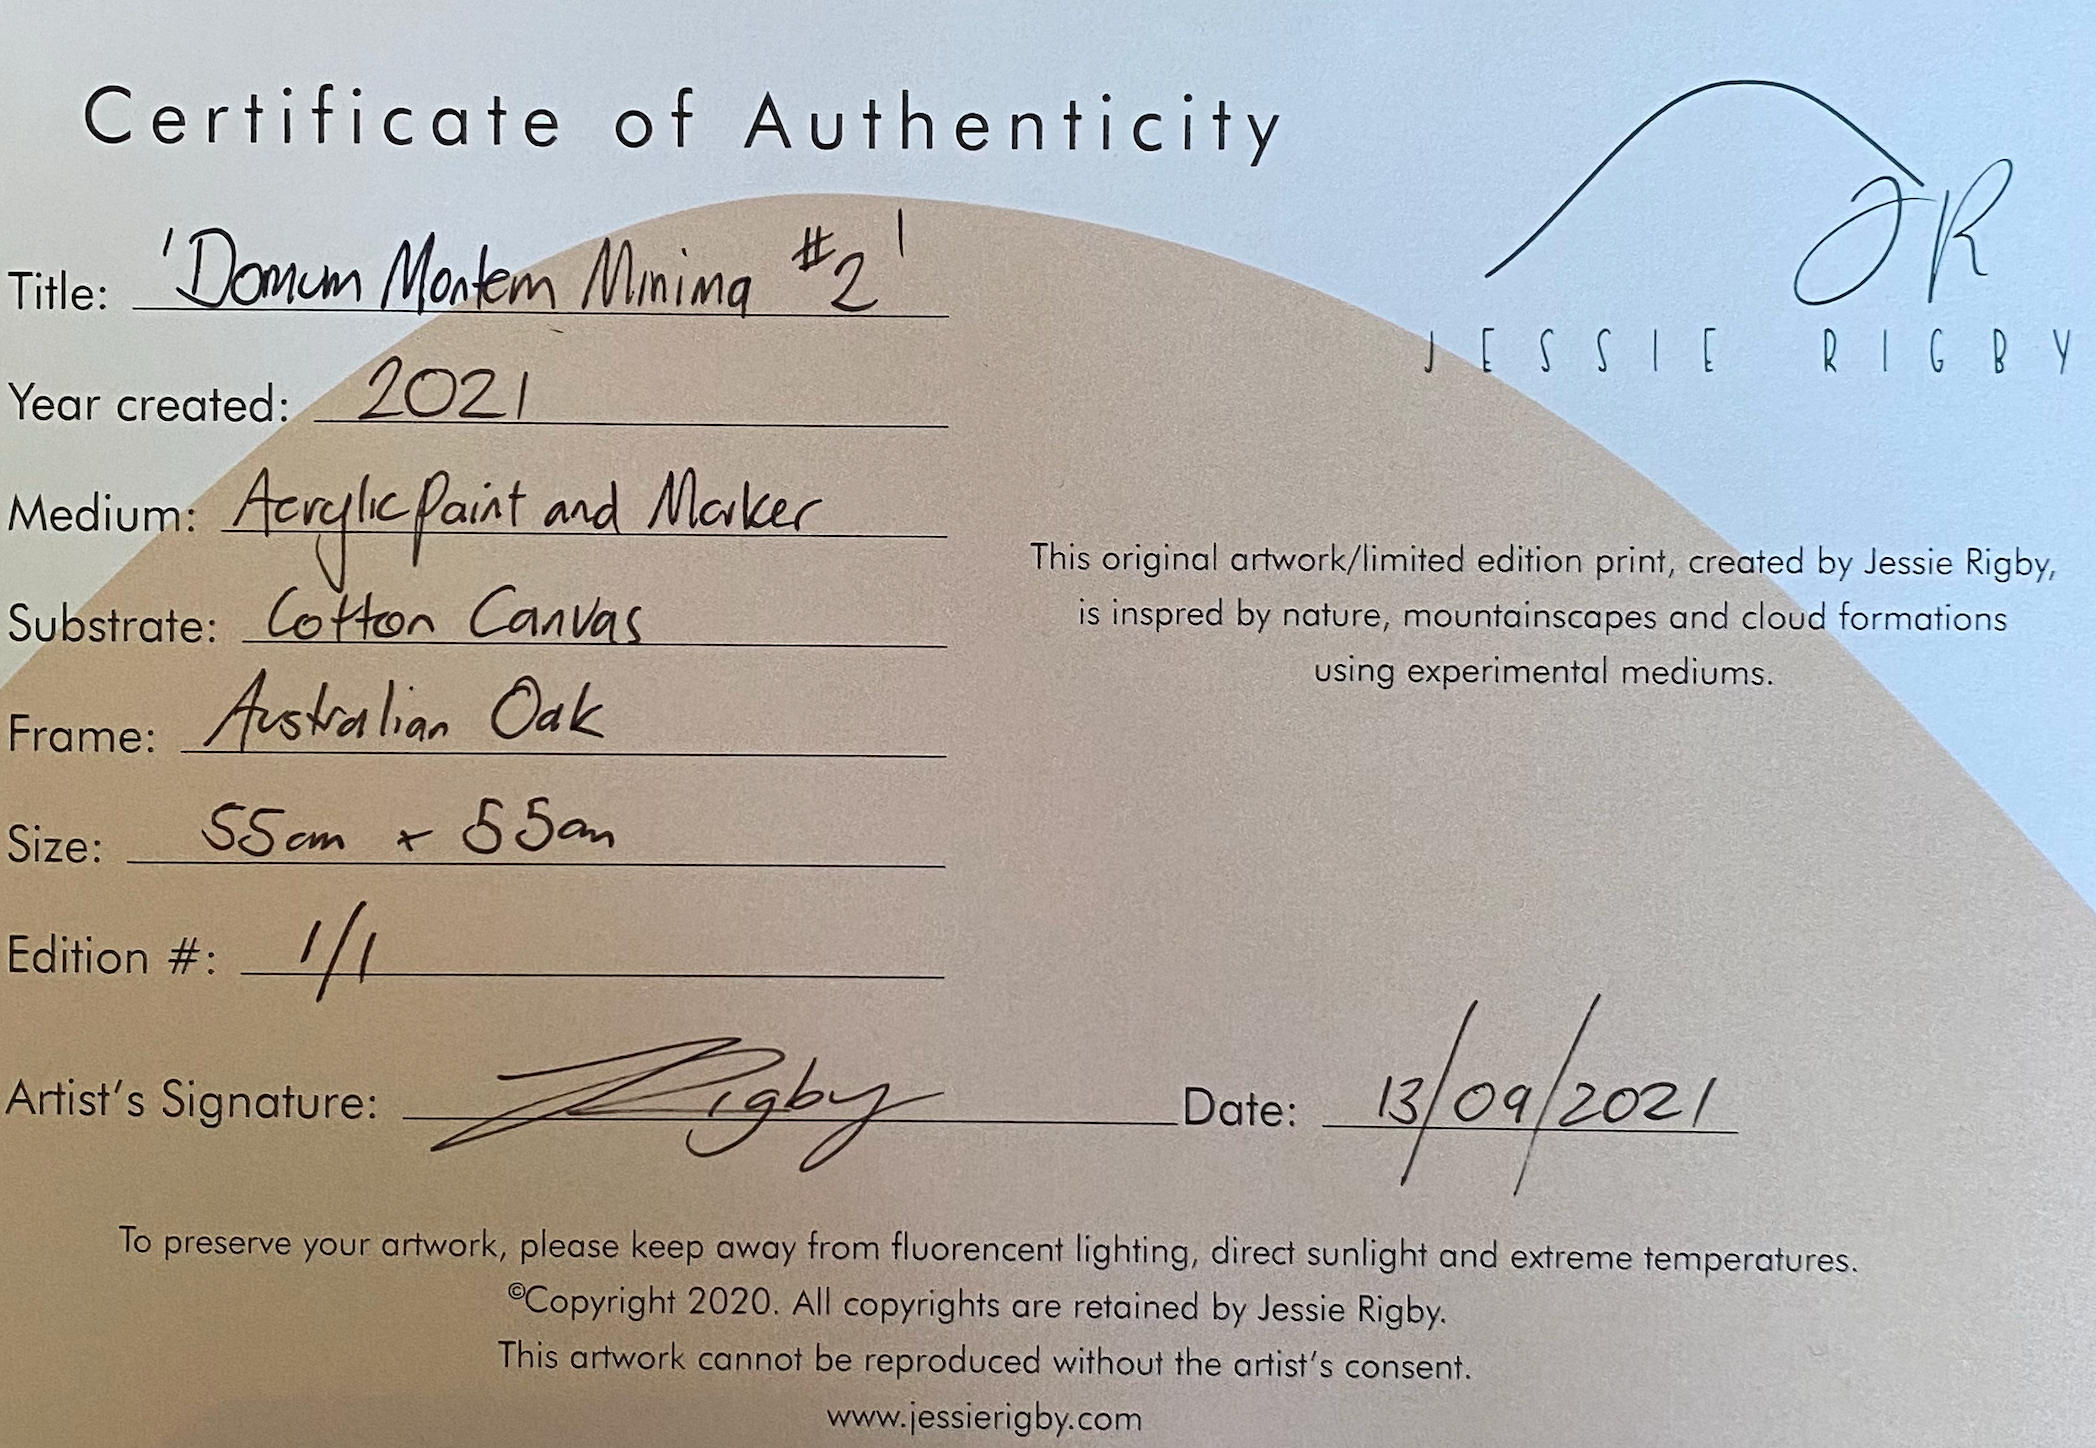 Certificate of Authenticity
JR
JESSIE RIGBY
Title: 'Domum Montem Minima #2'
Year created: 2021
Medium: Acrylic Paint and Marker
Substrate: Cotton Canvas
Frame: Australian Oak
Size: 55cm x 55cm
Edition #: 1/1
This original artwork/limited edition print, created by Jessie Rigby,
is inspred by nature, mountainscapes and cloud formations
using experimental mediums.
Artist's Signature: JRigby Date: 13/09/2021
To preserve your artwork, please keep away from fluorencent lighting, direct sunlight and extreme temperatures.
©Copyright 2020. All copyrights are retained by Jessie Rigby.
This artwork cannot be reproduced without the artist's consent.
www.jessierigby.com